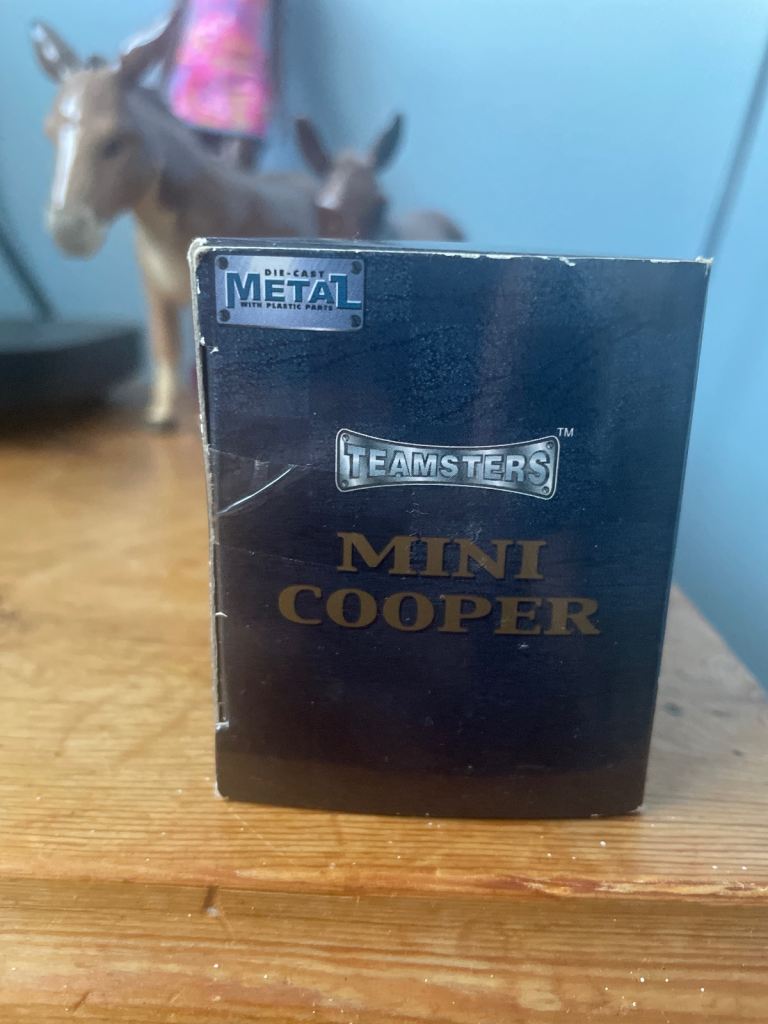 DIE-CAST
METAL
WITH PLASTIC PARTS
TEAMSTERS™
MINI
COOPER